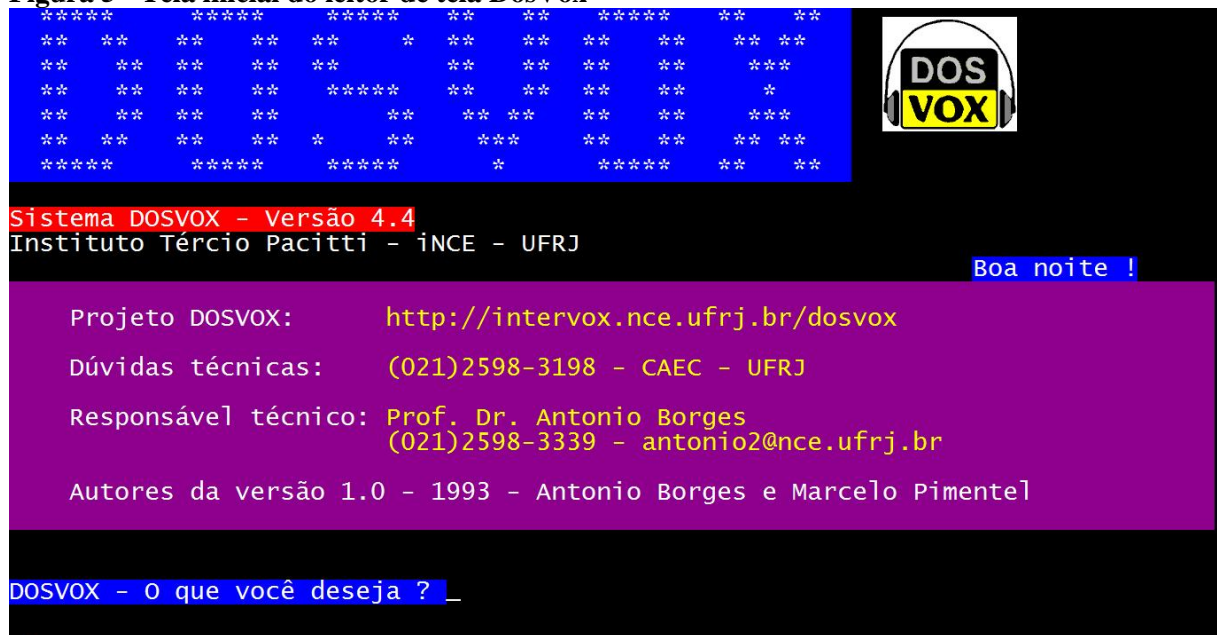 DOS
VOX
Sistema DOSVOX – Versão 4.4
Instituto Tércio Pacitti – iNCE – UFRJ
Boa noite !
Projeto DOSVOX: http://intervox.nce.ufrj.br/dosvox
Dúvidas técnicas: (021)2598–3198 – CAEC – UFRJ
Responsável técnico: Prof. Dr. Antonio Borges
(021)2598–3339 – antonio2@nce.ufrj.br
Autores da versão 1.0 – 1993 – Antonio Borges e Marcelo Pimentel
DOSVOX – O que você deseja ? _